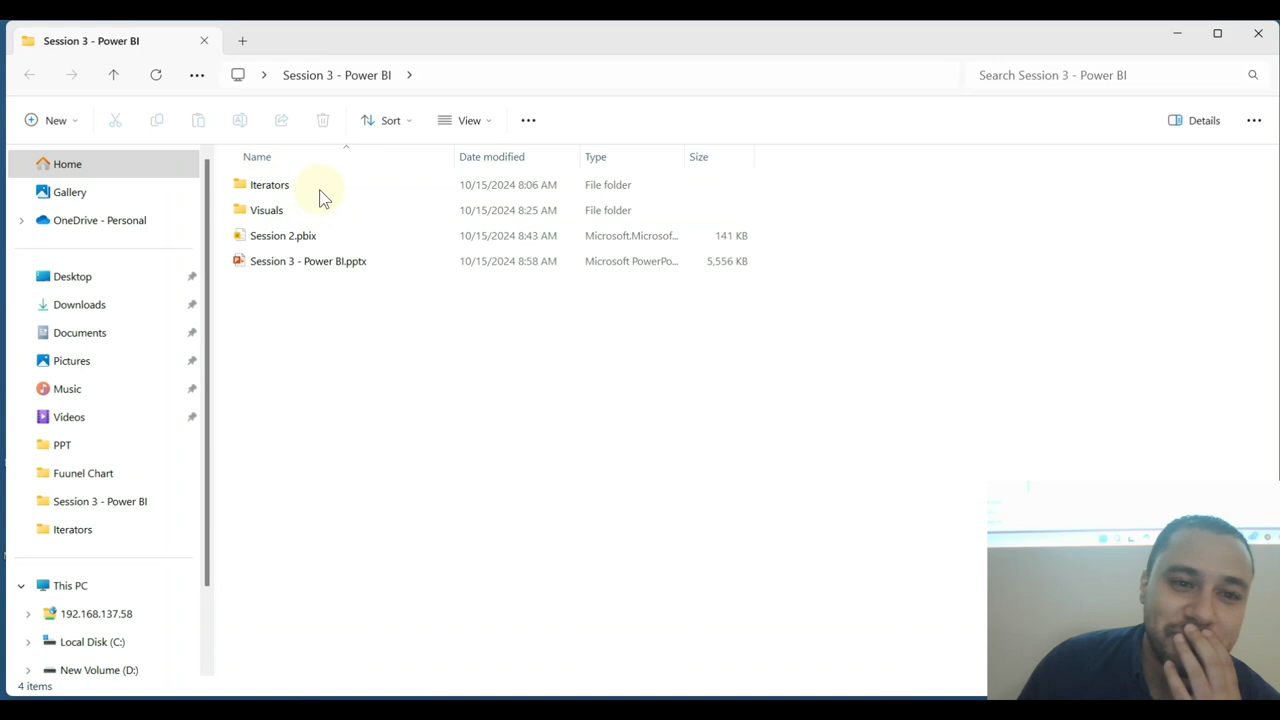 Session 3 - Power BI
Session 3 - Power BI
Search Session 3 - Power BI
New
Sort
View
Details
Name
Date modified
Type
Size
Home
Gallery
OneDrive - Personal
Desktop
Downloads
Documents
Pictures
Music
Videos
PPT
Fuunel Chart
Session 3 - Power BI
Iterators
This PC
192.168.137.58
Local Disk (C:)
New Volume (D:)
Iterators 10/15/2024 8:06 AM File folder
Visuals 10/15/2024 8:25 AM File folder
Session 2.pbix 10/15/2024 8:43 AM Microsoft.Microsof... 141 KB
Session 3 - Power BI.pptx 10/15/2024 8:58 AM Microsoft PowerPo... 5,556 KB
4 items